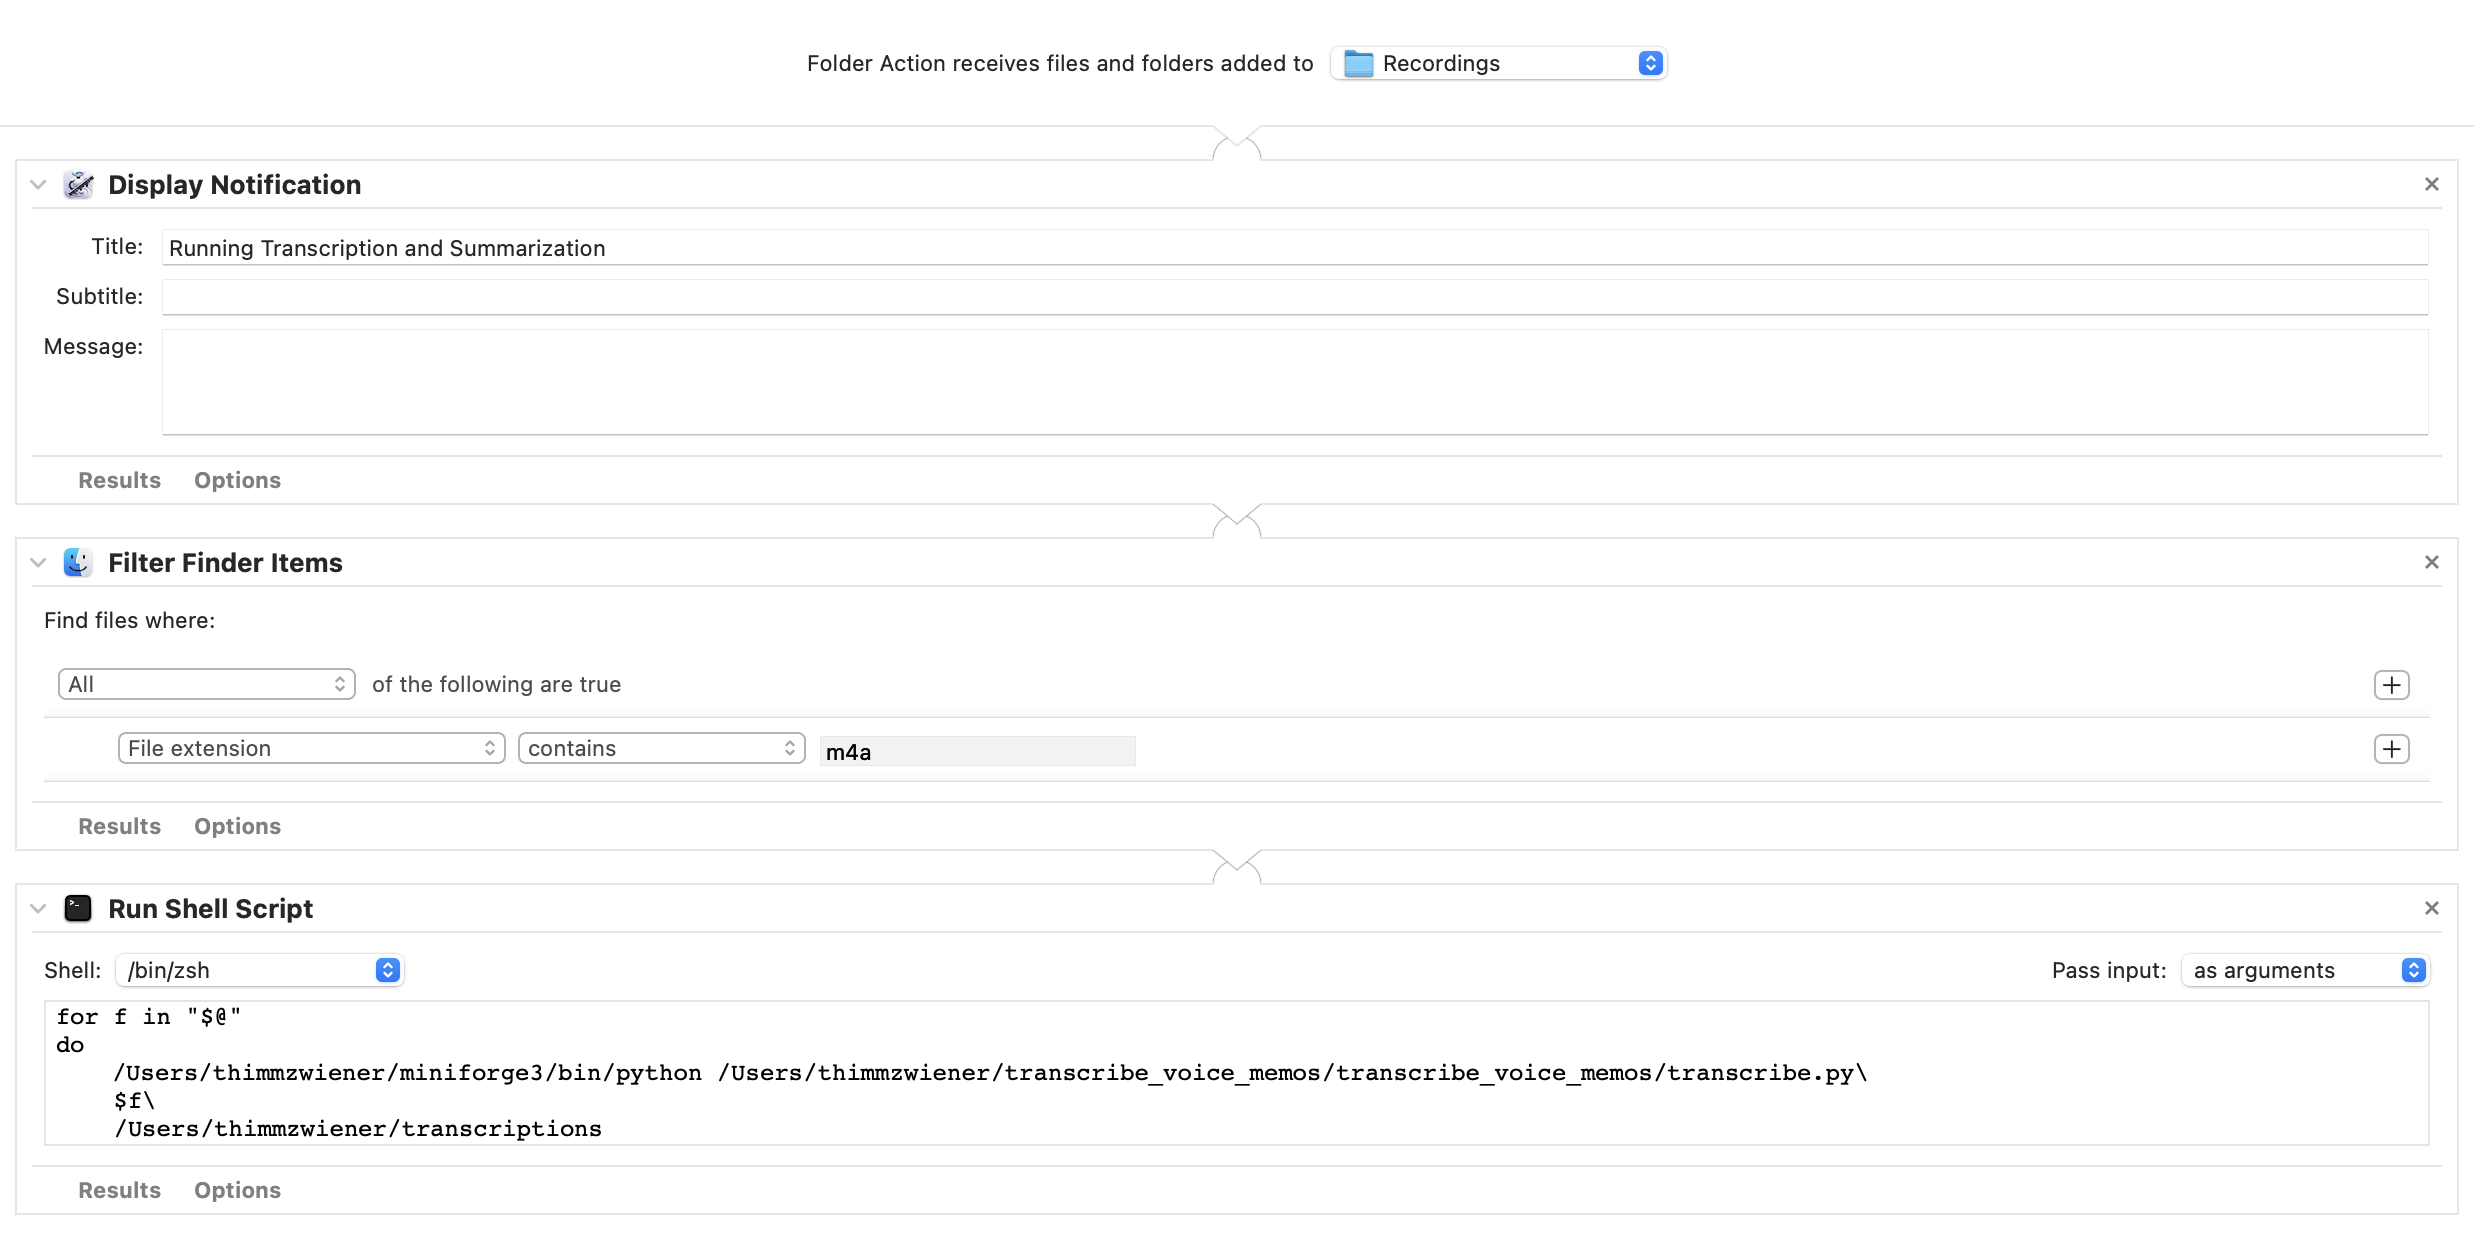 Folder Action receives files and folders added to Recordings
Display Notification
Title: Running Transcription and Summarization
Subtitle:
Message:
Results Options
Filter Finder Items
Find files where:
All of the following are true
File extension contains m4a
Results Options
Run Shell Script
Shell: /bin/zsh Pass input: as arguments
for f in "$@"
do
/Users/thimmzwiener/miniforge3/bin/python /Users/thimmzwiener/transcribe_voice_memos/transcribe_voice_memos/transcribe.py\
$f\
/Users/thimmzwiener/transcriptions
Results Options